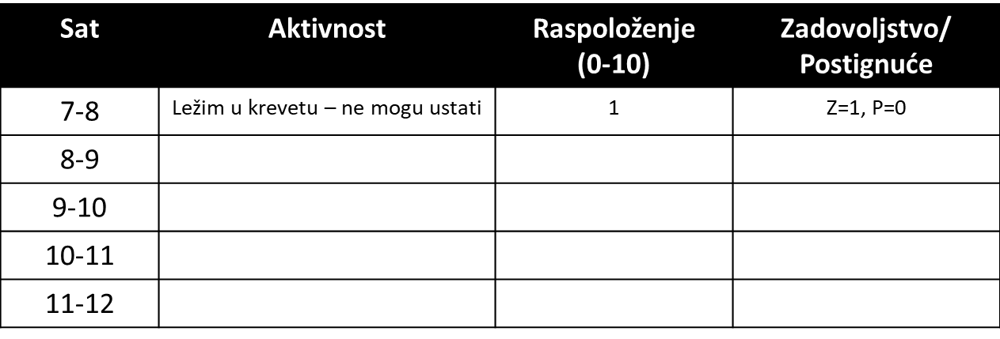 Sat Aktivnost Raspoloženje Zadovoljstvo/
(0-10) Postignuće
7-8 Ležim u krevetu – ne mogu ustati 1 Z=1, P=0
8-9
9-10
10-11
11-12